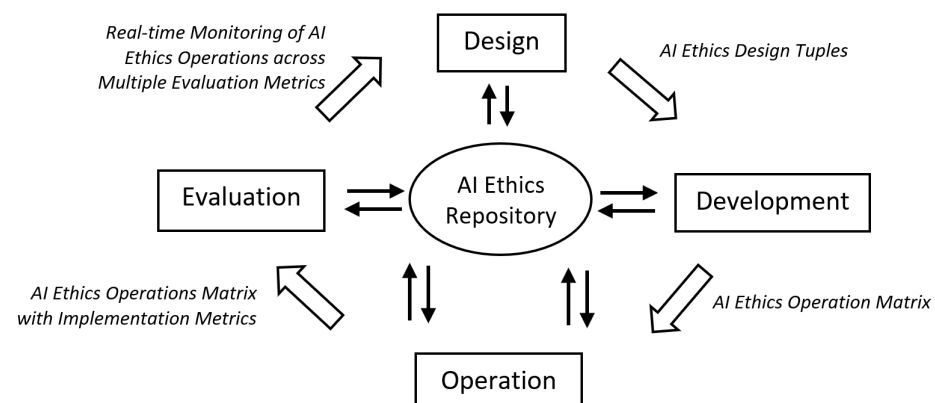 Real-time Monitoring of AI
Ethics Operations across
Multiple Evaluation Metrics
Design
AI Ethics Design Tuples
Evaluation
AI Ethics
Repository
Development
AI Ethics Operations Matrix
with Implementation Metrics
AI Ethics Operation Matrix
Operation